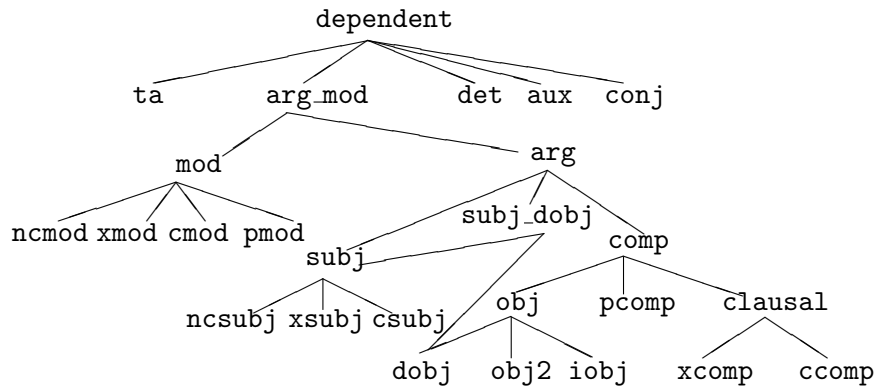 dependent
ta arg_mod det aux conj
mod arg
ncmod xmod cmod pmod subj_dobj
subj comp
ncsubj xsubj csubj obj pcomp clausal
dobj obj2 iobj xcomp ccomp